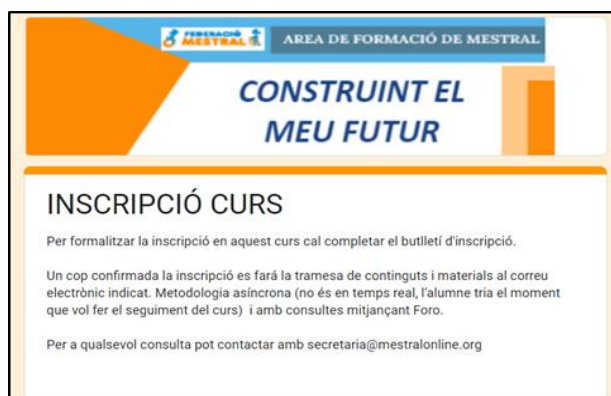 FEDERACIÓ
MESTRAL
AREA DE FORMACIÓ DE MESTRAL
CONSTRUINT EL
MEU FUTUR
INSCRIPCIÓ CURS
Per formalitzar la inscripció en aquest curs cal completar el butlletí d'inscripció.
Un cop confirmada la inscripció es fará la tramesa de continguts i materials al correu
electrònic indicat. Metodologia asíncrona (no és en temps real, l'alumne tria el moment
que vol fer el seguiment del curs) i amb consultes mitjançant Foro.
Per a qualsevol consulta pot contactar amb secretaria@mestralonline.org